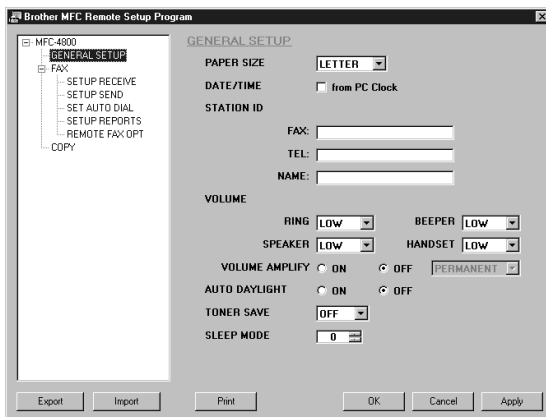 Brother MFC Remote Setup Program
MFC-4800
GENERAL SETUP
FAX
SETUP RECEIVE
SETUP SEND
SET AUTO DIAL
SETUP REPORTS
REMOTE FAX OPT
COPY
GENERAL SETUP
PAPER SIZE LETTER
DATE/TIME from PC Clock
STATION ID
FAX:
TEL:
NAME:
VOLUME
RING LOW BEEPER LOW
SPEAKER LOW HANDSET LOW
VOLUME AMPLIFY ON OFF PERMANENT
AUTO DAYLIGHT ON OFF
TONER SAVE OFF
SLEEP MODE 0
Export Import Print OK Cancel Apply